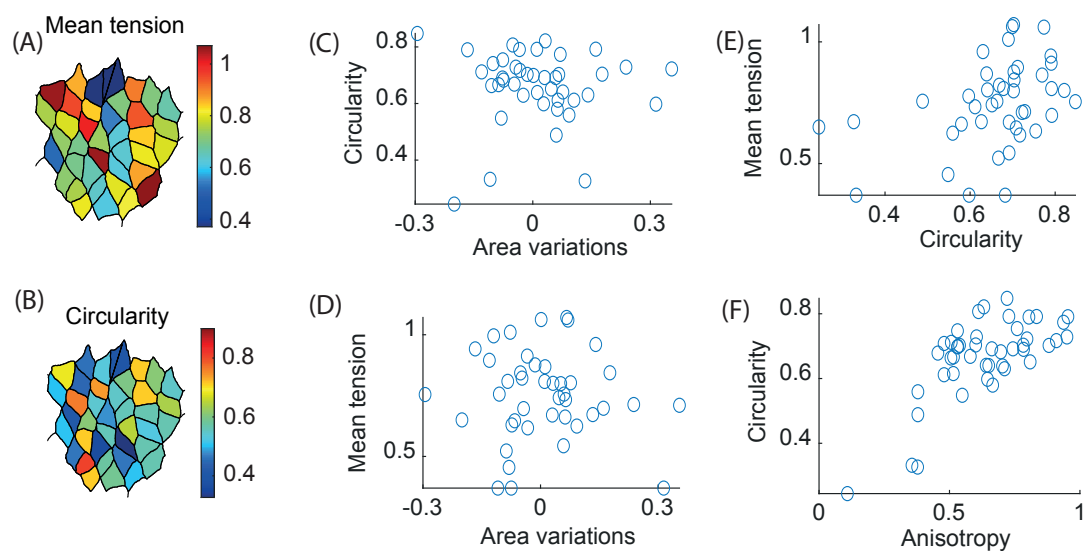 (A)
Mean tension
1
0.8
0.6
0.4
(B)
Circularity
0.8
0.6
0.4
(C)
Circularity
0.8
0.6
0.4
-0.3
0
0.3
Area variations
(D)
Mean tension
1
0.5
-0.3
0
0.3
Area variations
(E)
Mean tension
1
0.5
0.4
0.6
0.8
Circularity
(F)
Circularity
0.8
0.6
0.4
0
0.5
1
Anisotropy